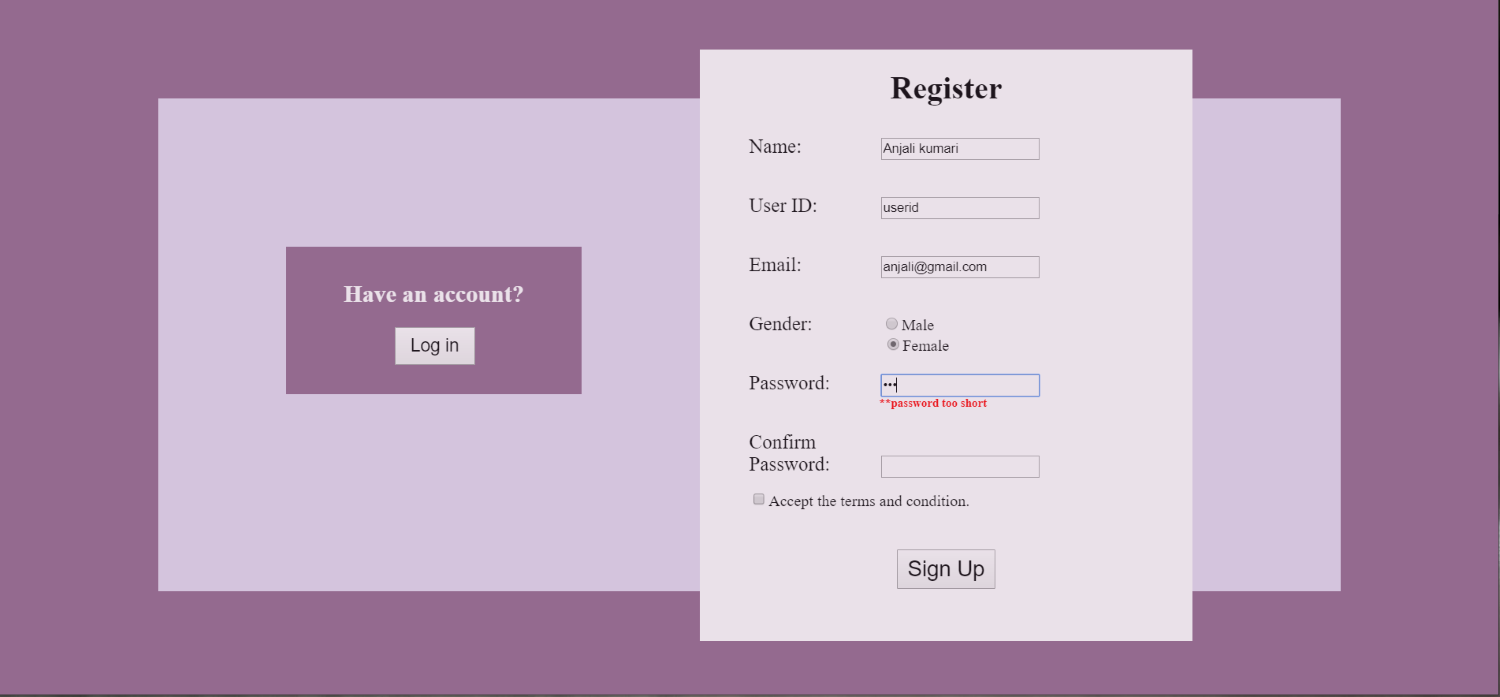 Have an account?
Log in
Register
Name: Anjali kumari
User ID: userid
Email: anjali@gmail.com
Gender: Male
Female
Password: •••
**password too short
Confirm
Password:
Accept the terms and condition.
Sign Up